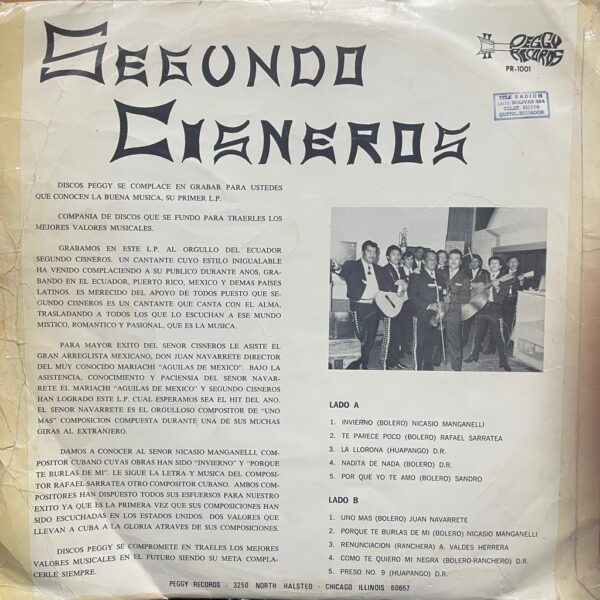 SEGUNDO
CISNEROS
PEGGY
RECORDS
PR-1001
TELE RADIUM
CALLE BOLIVAR 364
TELEF.
QUITO-ECUADOR
DISCOS PEGGY SE COMPLACE EN GRABAR PARA USTEDES
QUE CONOCEN LA BUENA MUSICA, SU PRIMER L.P.
COMPAÑIA DE DISCOS QUE SE FUNDO PARA TRAERLES LOS
MEJORES VALORES MUSICALES.
GRABAMOS EN ESTE L.P. AL ORGULLO DEL ECUADOR
SEGUNDO CISNEROS. UN CANTANTE CUYO ESTILO INIGUALABLE
HA VENIDO COMPLACIENDO A SU PUBLICO DURANTE ANOS, GRA-
BANDO EN EL ECUADOR, PUERTO RICO, MEXICO Y DEMAS PAISES
LATINOS. ES MERECIDO DEL APOYO DE TODOS PUESTO QUE SE-
GUNDO CISNEROS ES UN CANTANTE QUE CANTA CON EL ALMA,
TRASLADANDO A TODOS LOS QUE LO ESCUCHAN A ESE MUNDO
MISTICO, ROMANTICO Y PASIONAL, QUE ES LA MUSICA.
PARA MAYOR EXITO DEL SEÑOR CISNEROS LE ASISTE EL
GRAN ARREGLISTA MEXICANO, DON JUAN NAVARRETE DIRECTOR
DEL MUY CONOCIDO MARIACHI "AGUILAS DE MEXICO". BAJO LA
ASISTENCIA, CONOCIMIENTO Y PACIENSIA DEL SENOR NAVAR-
RETE EL MARIACHI "AGUILAS DE MEXICO" Y SEGUNDO CISNEROS
HAN LOGRADO ESTE L.P. CUAL ESPERAMOS SEA EL HIT DEL ANO.
EL SENOR NAVARRETE ES EL ORGULLOSO COMPOSITOR DE "UNO
MAS" COMPOSICION COMPUESTA DURANTE UNA DE SUS MUCHAS
GIRAS AL EXTRANJERO.
DAMOS A CONOCER AL SENOR NICASIO MANGANELLI, COM-
POSITOR CUBANO CUYAS OBRAS HAN SIDO "INVIERNO" Y "PORQUE
TE BURLAS DE MI". LE SIGUE LA LETRA Y MUSICA DEL COMPOSI-
TOR RAFAEL SARRATEA OTRO COMPOSITOR CUBANO. AMBOS COM-
POSITORES HAN DISPUESTO TODOS SUS ESFUERSOS PARA NUESTRO
EXITO YA QUE ES LA PRIMERA VEZ QUE SUS COMPOSICIONES HAN
SIDO ESCUCHADAS EN LOS ESTADOS UNIDOS. DOS VALORES QUE
LLEVAN A CUBA A LA GLORIA ATRAVES DE SUS COMPOSICIONES.
DISCOS PEGGY SE COMPROMETE EN TRAELES LOS MEJORES
VALORES MUSICALES EN EL FUTURO SIENDO SU META COMPLA-
CERLE SIEMPRE.
LADO A
1. INVIERNO (BOLERO) NICASIO MANGANELLI
2. TE PARECE POCO (BOLERO) RAFAEL SARRATEA
3. LA LLORONA (HUAPANGO) D.R.
4. NADITA DE NADA (BOLERO) D.R.
5. POR QUE YO TE AMO (BOLERO) SANDRO
LADO B
1. UNO MAS (BOLERO) JUAN NAVARRETE
2. PORQUE TE BURLAS DE MI (BOLERO) NICASIO MANGANELLI
3. RENUNCIACION (RANCHERA) A. VALDES HERRERA
4. COMO TE QUIERO MI NEGRA (BOLERO-RANCHERO) D.R.
5. PRESO NO. 9 (HUAPANGO) D.R.
PEGGY RECORDS - 3250 NORTH HALSTED - CHICAGO ILLINOIS 60657